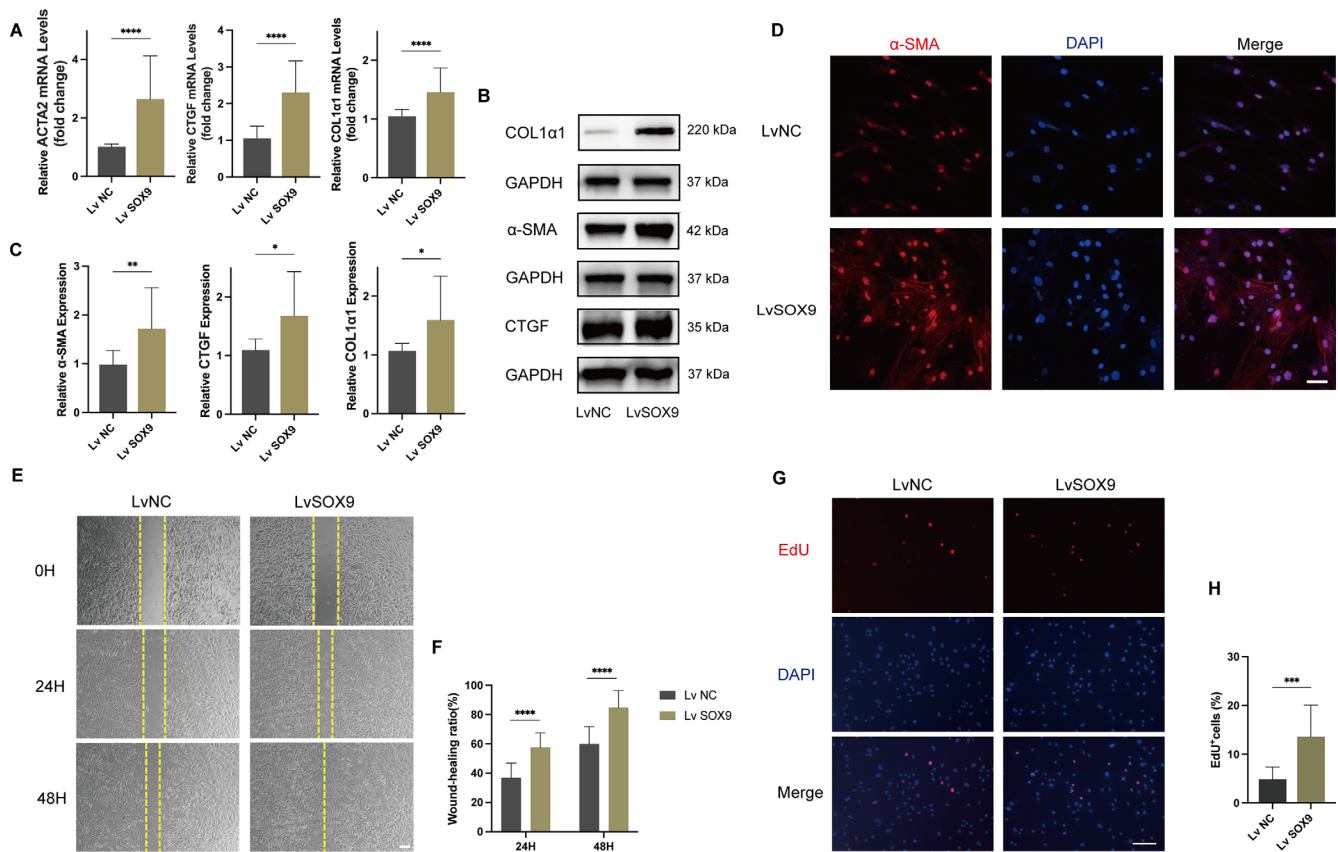 A
Relative ACTA2 mRNA Levels
(fold change)
6
4
2
0
****
Lv NC
Lv SOX9
Relative CTGF mRNA Levels
(fold change)
4
3
2
1
0
****
Lv NC
Lv SOX9
Relative COL1α1 mRNA Levels
(fold change)
2
1
0
****
Lv NC
Lv SOX9
B
COL1α1
220 kDa
GAPDH
37 kDa
α-SMA
42 kDa
GAPDH
37 kDa
CTGF
35 kDa
GAPDH
37 kDa
LvNC
LvSOX9
C
Relative α-SMA Expression
3
2
1
0
**
Lv NC
Lv SOX9
Relative CTGF Expression
3
2
1
0
*
Lv NC
Lv SOX9
Relative COL1α1 Expression
3
2
1
0
*
Lv NC
Lv SOX9
D
α-SMA
DAPI
Merge
LvNC
LvSOX9
E
LvNC
LvSOX9
0H
24H
48H
F
Wound-healing ratio(%)
100
80
60
40
20
0
****
****
24H
48H
Lv NC
Lv SOX9
G
LvNC
LvSOX9
EdU
DAPI
Merge
H
EdU⁺cells (%)
30
20
10
0
***
Lv NC
Lv SOX9